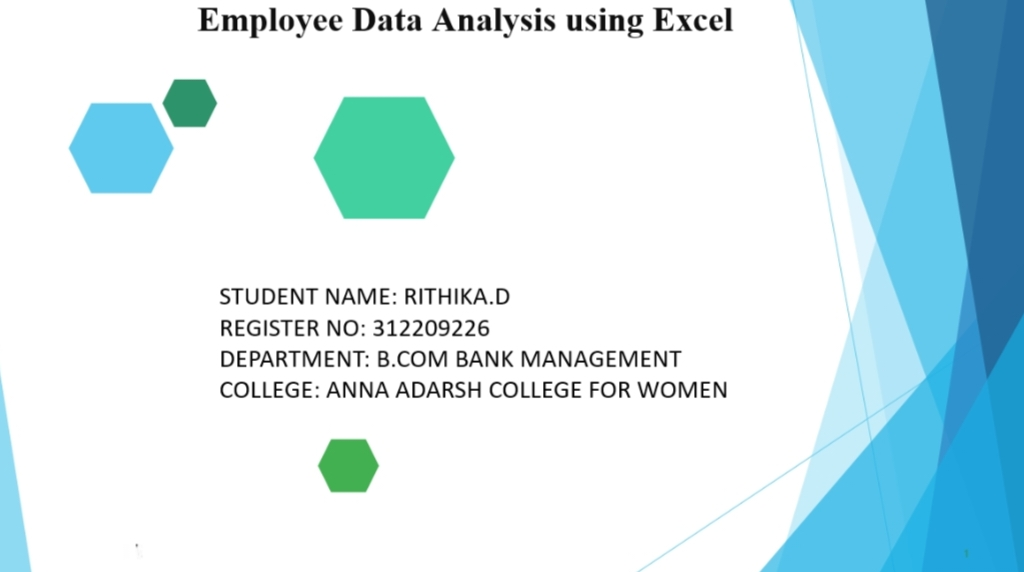 Employee Data Analysis using Excel
STUDENT NAME: RITHIKA.D
REGISTER NO: 312209226
DEPARTMENT: B.COM BANK MANAGEMENT
COLLEGE: ANNA ADARSH COLLEGE FOR WOMEN
1